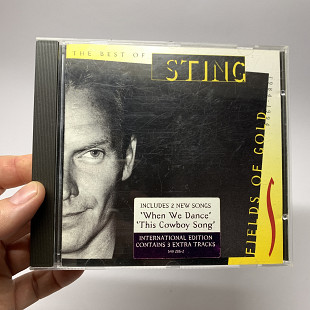 THE BEST OF
STING
1984-1994
FIELDS OF GOLD
INCLUDES 2 NEW SONGS
"When We Dance"
"This Cowboy Song"
INTERNATIONAL EDITION
CONTAINS 3 EXTRA TRACKS